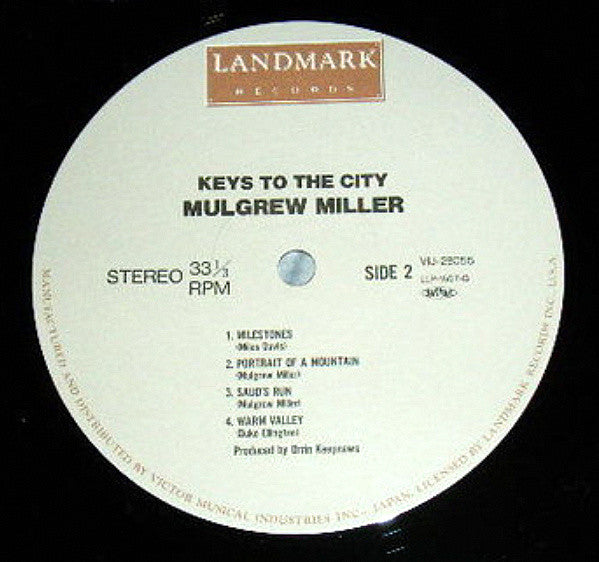 LANDMARK
RECORDS
KEYS TO THE CITY
MULGREW MILLER
STEREO 33 1/3
RPM
SIDE 2
VIJ-28055
1. MILESTONES
(Miles Davis)
2. PORTRAIT OF A MOUNTAIN
(Mulgrew Miller)
3. SAUD'S RUN
(Mulgrew Miller)
4. WARM VALLEY
(Duke Ellington)
Produced by Orrin Keepnews
MANUFACTURED AND DISTRIBUTED BY VICTOR MUSICAL INDUSTRIES INC., JAPAN, LICENSED BY LANDMARK RECORDS INC. U.S.A